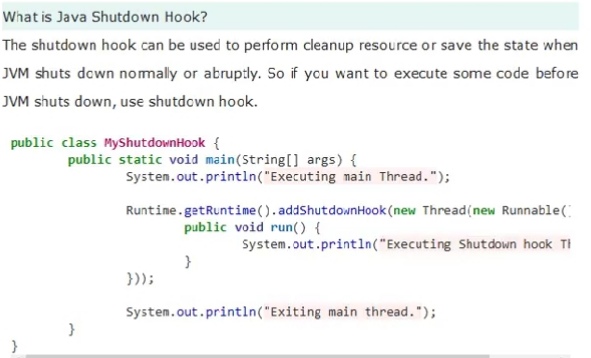 What is Java Shutdown Hook?
The shutdown hook can be used to perform cleanup resource or save the state when
JVM shuts down normally or abruptly. So if you want to execute some code before
JVM shuts down, use shutdown hook.
public class MyShutdownHook {
public static void main(String[] args) {
System.out.println("Executing main Thread.");
Runtime.getRuntime().addShutdownHook(new Thread(new Runnable(
public void run() {
System.out.println("Executing Shutdown hook
}
}));
System.out.println("Exiting main thread.");
}
}